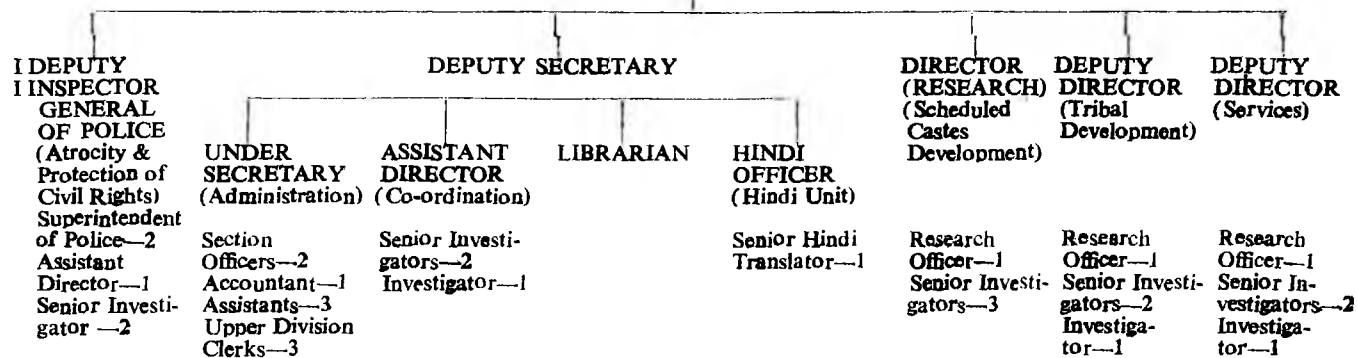 I DEPUTY
I INSPECTOR
GENERAL
OF POLICE
(Atrocity &
Protection of
Civil Rights)
Superintendent
of Police—2
Assistant
Director—1
Senior Investi-
gator —2
DEPUTY SECRETARY
UNDER
SECRETARY
(Administration)
Section
Officers—2
Accountant—1
Assistants—3
Upper Division
Clerks—3
ASSISTANT
DIRECTOR
(Co-ordination)
Senior Investi-
gators—2
Investigator—1
LIBRARIAN
HINDI
OFFICER
(Hindi Unit)
Senior Hindi
Translator—1
DIRECTOR
(RESEARCH)
(Scheduled
Castes
Development)
Research
Officer—1
Senior Investi-
gators—3
DEPUTY
DIRECTOR
(Tribal
Development)
Research
Officer—1
Senior Investi-
gators—2
Investiga-
tor—1
DEPUTY
DIRECTOR
(Services)
Research
Officer—1
Senior In-
vestigators—2
Investiga-
tor—1